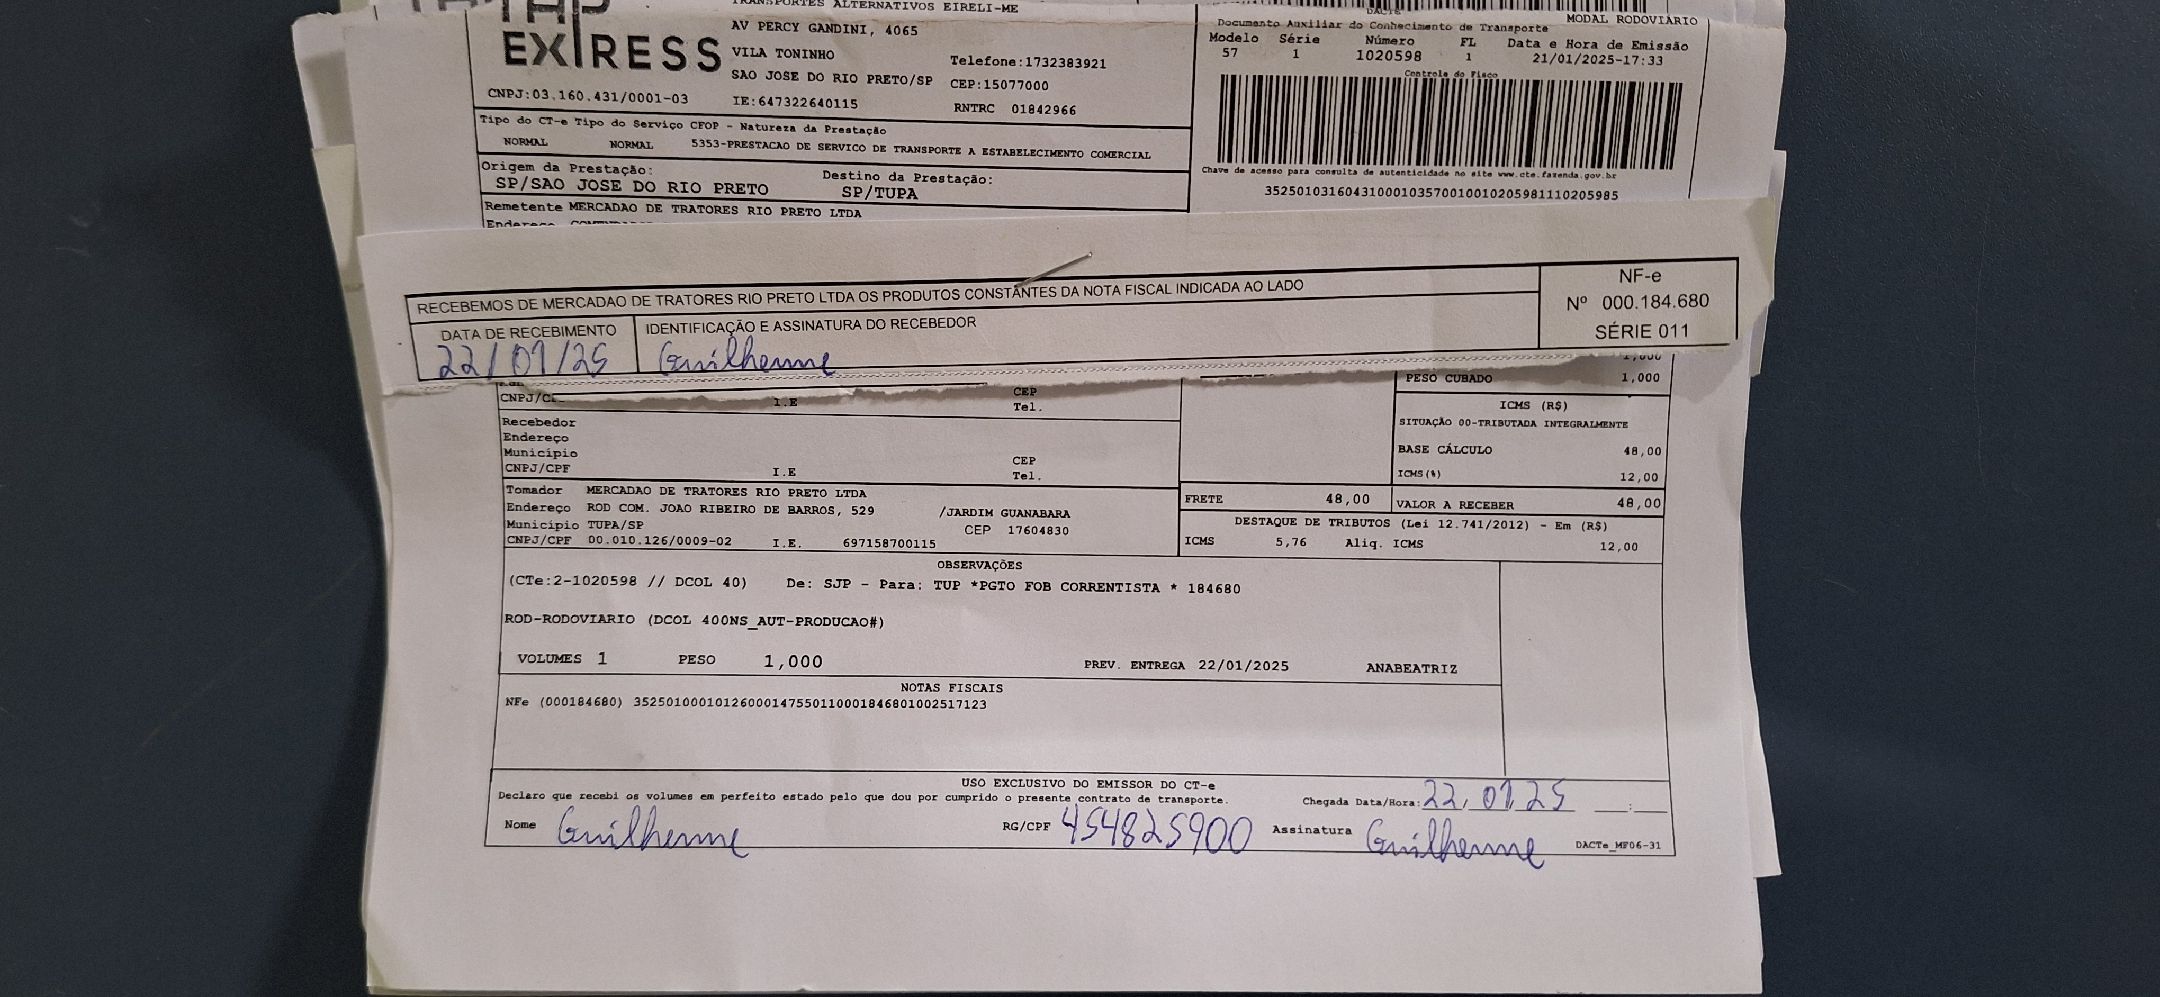 TRANSPORTES ALTERNATIVOS EIRELI-ME
EXPRESS
AV PERCY GANDINI, 4065
VILA TONINHO
Telefone:1732383921
SAO JOSE DO RIO PRETO/SP
CEP:15077000
CNPJ:03.160.431/0001-03
IE:647322640115
RNTRC 01842966
DACTE
MODAL RODOVIÁRIO
Documento Auxiliar do Conhecimento de Transporte
Modelo Série Número FL Data e Hora de Emissão
57 1 1020598 1 21/01/2025-17:33
Controle do Fisco
Chave de acesso para consulta de autenticidade no site www.cte.fazenda.gov.br
35250103160431000103570010010205981110205985
Tipo do CT-e Tipo do Serviço CFOP - Natureza da Prestação
NORMAL NORMAL 5353-PRESTACAO DE SERVICO DE TRANSPORTE A ESTABELECIMENTO COMERCIAL
Origem da Prestação: Destino da Prestação:
SP/SAO JOSE DO RIO PRETO SP/TUPA
Remetente MERCADAO DE TRATORES RIO PRETO LTDA
Endereço
RECEBEMOS DE MERCADAO DE TRATORES RIO PRETO LTDA OS PRODUTOS CONSTANTES DA NOTA FISCAL INDICADA AO LADO
NF-e
Nº 000.184.680
SÉRIE 011
DATA DE RECEBIMENTO
22/01/25
IDENTIFICAÇÃO E ASSINATURA DO RECEBEDOR
Guilherme
1,000
PESO CUBADO 1,000
CEP
CNPJ/C I.E Tel.
Recebedor
Endereço
Município CEP
CNPJ/CPF I.E Tel.
ICMS (R$)
SITUAÇÃO 00-TRIBUTADA INTEGRALMENTE
BASE CÁLCULO 48,00
ICMS(%) 12,00
Tomador MERCADAO DE TRATORES RIO PRETO LTDA
Endereço ROD COM. JOAO RIBEIRO DE BARROS, 529 /JARDIM GUANABARA
Município TUPA/SP CEP 17604830
CNPJ/CPF 00.010.126/0009-02 I.E. 697158700115
FRETE 48,00 VALOR A RECEBER 48,00
DESTAQUE DE TRIBUTOS (Lei 12.741/2012) - Em (R$)
ICMS 5,76 Aliq. ICMS 12,00
OBSERVAÇÕES
(CTe:2-1020598 // DCOL 40) De: SJP - Para: TUP *PGTO FOB CORRENTISTA * 184680
ROD-RODOVIARIO (DCOL 400NS_AUT-PRODUCAO#)
VOLUMES 1 PESO 1,000 PREV. ENTREGA 22/01/2025 ANABEATRIZ
NOTAS FISCAIS
NFe (000184680) 35250100010126000147550110001846801002517123
USO EXCLUSIVO DO EMISSOR DO CT-e
Declaro que recebi os volumes em perfeito estado pelo que dou por cumprido o presente contrato de transporte.
Chegada Data/Hora: 22,01,25 __:__
Nome Guilherme RG/CPF 454825900 Assinatura Guilherme
DACTe_MF06-31